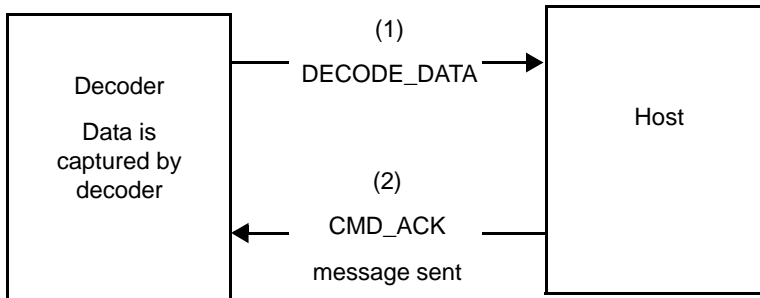 Decoder
Data is
captured by
decoder
(1)
DECODE_DATA
Host
(2)
CMD_ACK
message sent